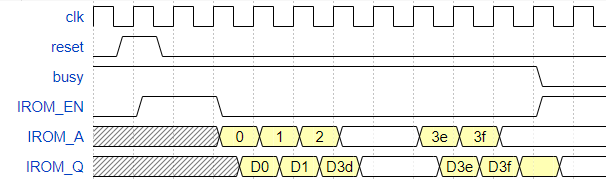 clk
reset
busy
IROM_EN
IROM_A 0 1 2 3e 3f
IROM_Q D0 D1 D3d D3e D3f